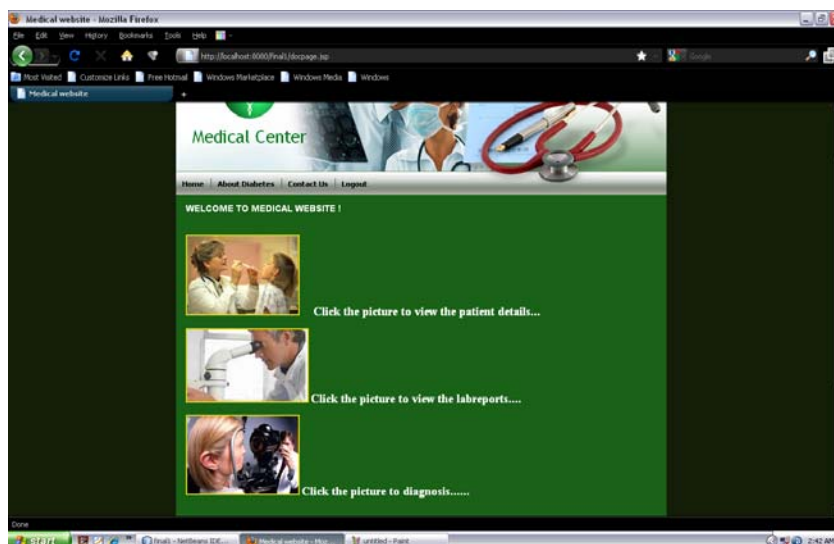 Medical website - Mozilla Firefox
File Edit View History Bookmarks Tools Help
http://localhost:8080/final1/docpage.jsp
Google
Most Visited Customize Links Free Hotmail Windows Marketplace Windows Media Windows
Medical website +
Medical Center
Home About Diabetes Contact Us Logout
WELCOME TO MEDICAL WEBSITE !
Click the picture to view the patient details...
Click the picture to view the labreports....
Click the picture to diagnosis......
Done
start final1 - NetBeans IDE... Medical website - Moz... untitled - Paint 2:42 AM